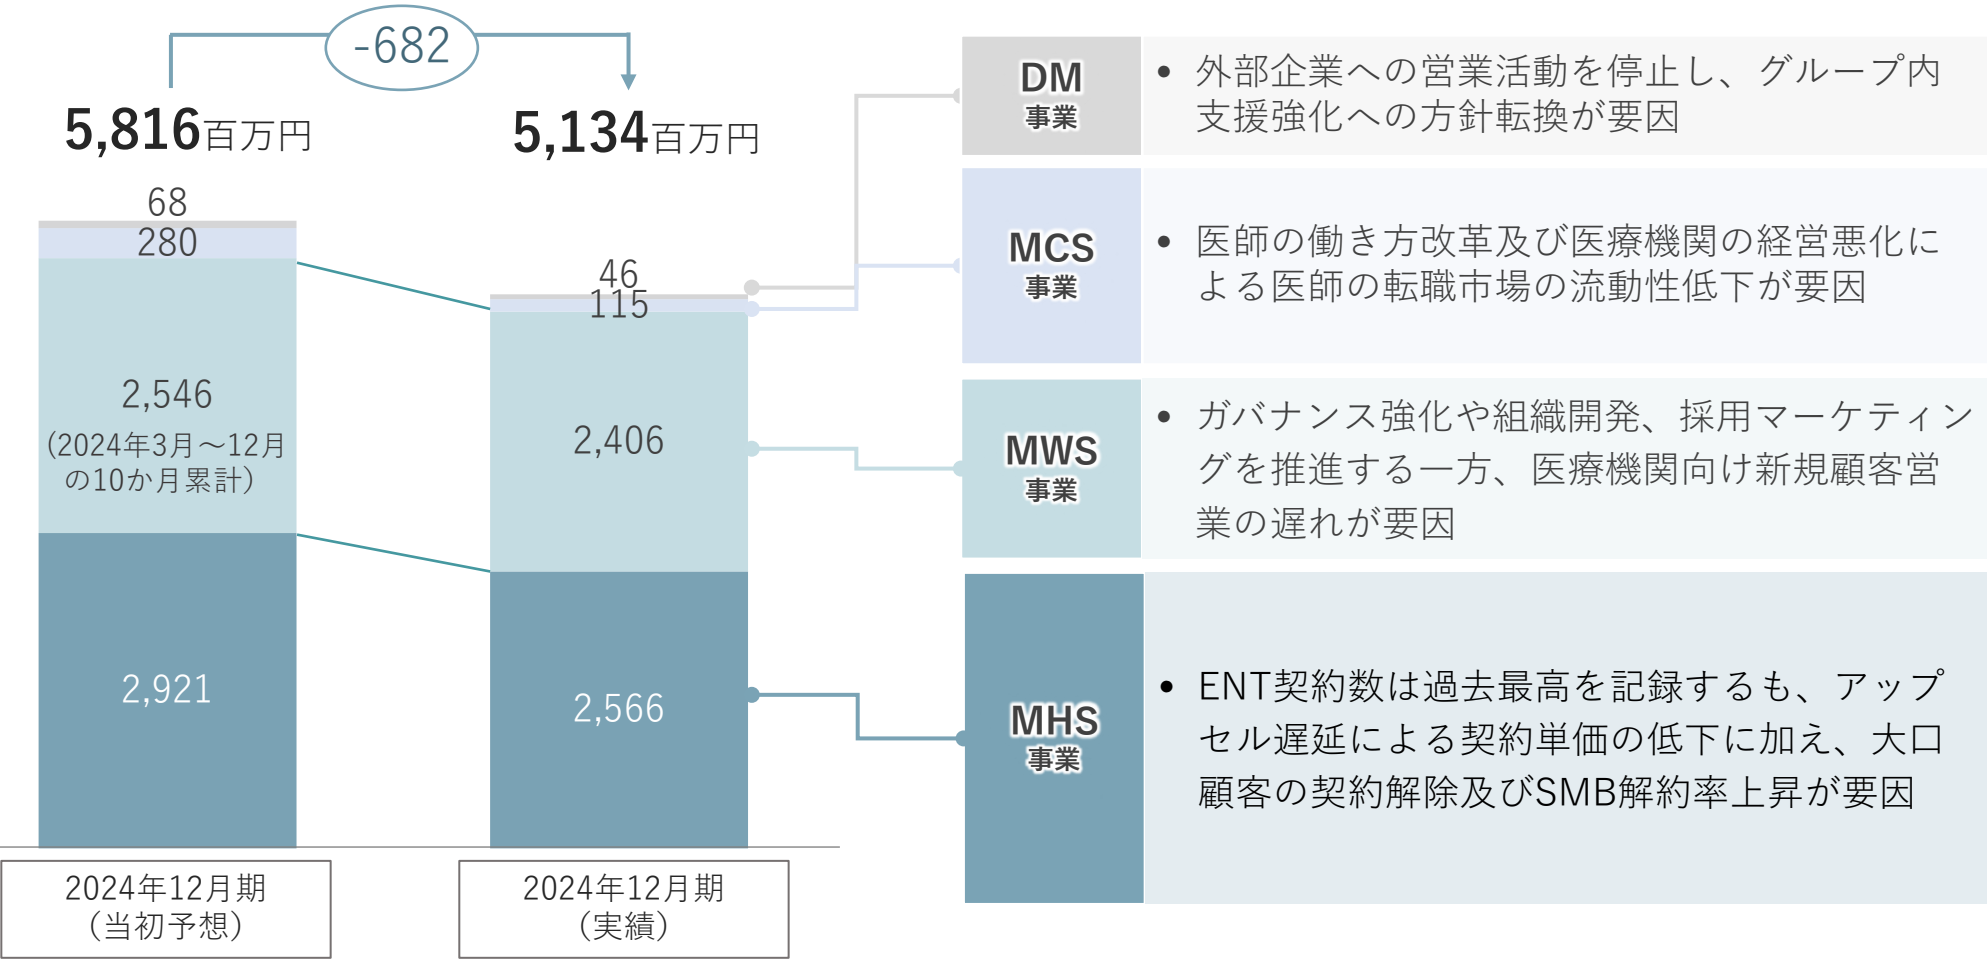 -682
5,816百万円
5,134百万円
68
280
2,546
(2024年3月～12月
の10か月累計)
2,921
46
115
2,406
2,566
2024年12月期
(当初予想)
2024年12月期
(実績)
DM
事業
• 外部企業への営業活動を停止し、グループ内
支援強化への方針転換が要因
MCS
事業
• 医師の働き方改革及び医療機関の経営悪化に
よる医師の転職市場の流動性低下が要因
MWS
事業
• ガバナンス強化や組織開発、採用マーケティン
グを推進する一方、医療機関向け新規顧客営
業の遅れが要因
MHS
事業
• ENT契約数は過去最高を記録するも、アップ
セル遅延による契約単価の低下に加え、大口
顧客の契約解除及びSMB解約率上昇が要因